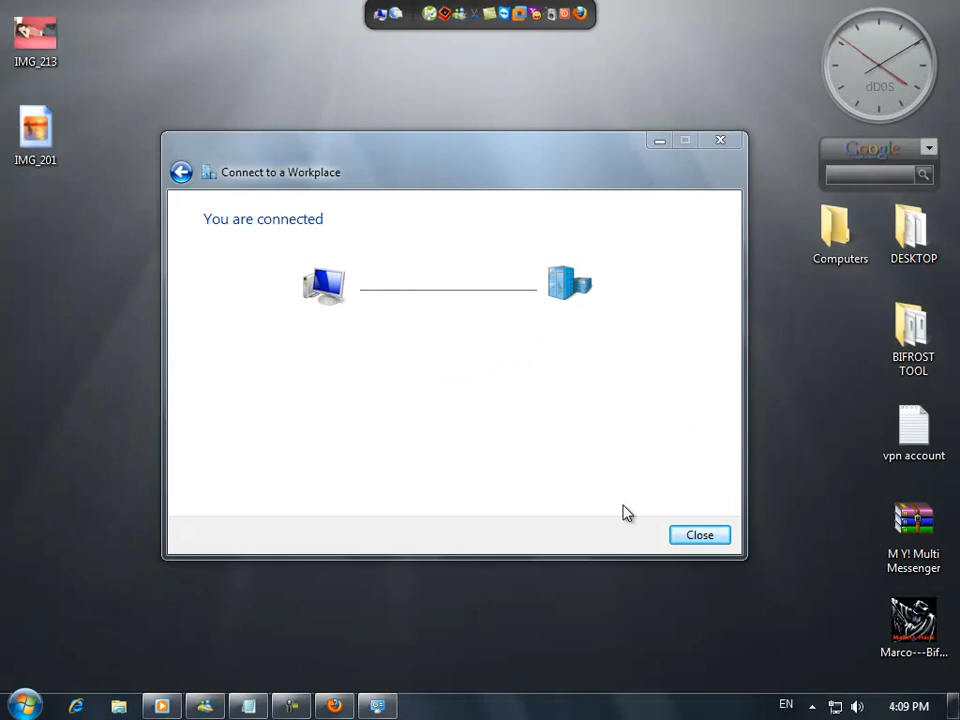 IMG_213
IMG_201
dDOS
Google
Connect to a Workplace
You are connected
Close
Computers
DESKTOP
BIFROST
TOOL
vpn account
M Y! Multi
Messenger
Marco---Bif...
EN
4:09 PM